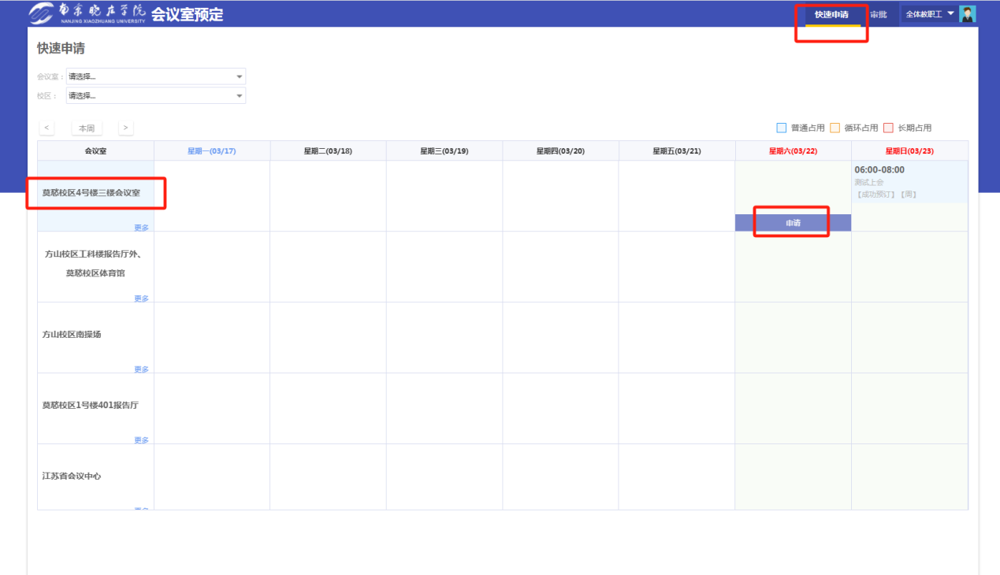 南京晓庄学院 会议室预定 快速申请 审批 全体教职工
NANJING XIAOZHUANG UNIVERSITY
快速申请
会议室： 请选择...
校区： 请选择...
< 本周 > 普通占用 循环占用 长期占用
会议室 星期一(03/17) 星期二(03/18) 星期三(03/19) 星期四(03/20) 星期五(03/21) 星期六(03/22) 星期日(03/23)
06:00-08:00
测试上会
【成功预订】【周】
莫愁校区4号楼三楼会议室
申请
更多
方山校区工科楼报告厅外、
莫愁校区体育馆
更多
方山校区南操场
更多
莫愁校区1号楼401报告厅
更多
江苏省会议中心
更多